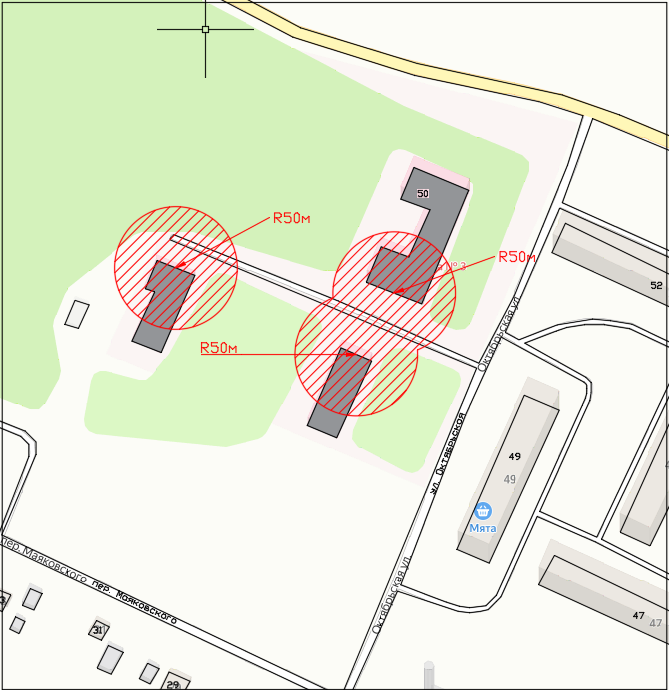 50
R50м
№3
R50м
52
Октябрьская ул.
R50м
ул. Октябрьская
49
49
Мята
Октябрьская ул.
пер. Маяковского
пер. Маяковского
31
29
47
47